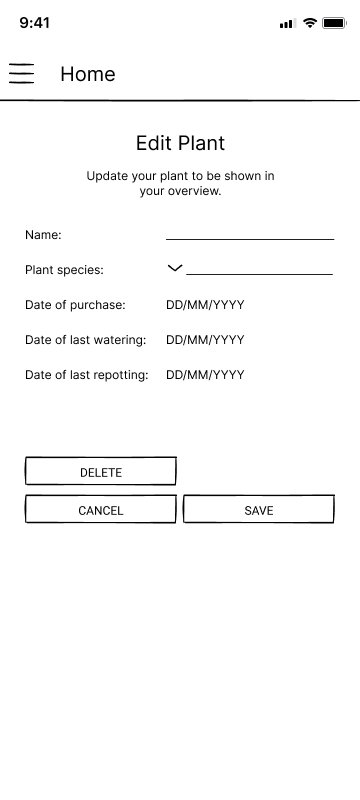 9:41
Home
Edit Plant
Update your plant to be shown in
your overview.
Name:
Plant species:
Date of purchase: DD/MM/YYYY
Date of last watering: DD/MM/YYYY
Date of last repotting: DD/MM/YYYY
DELETE
CANCEL SAVE